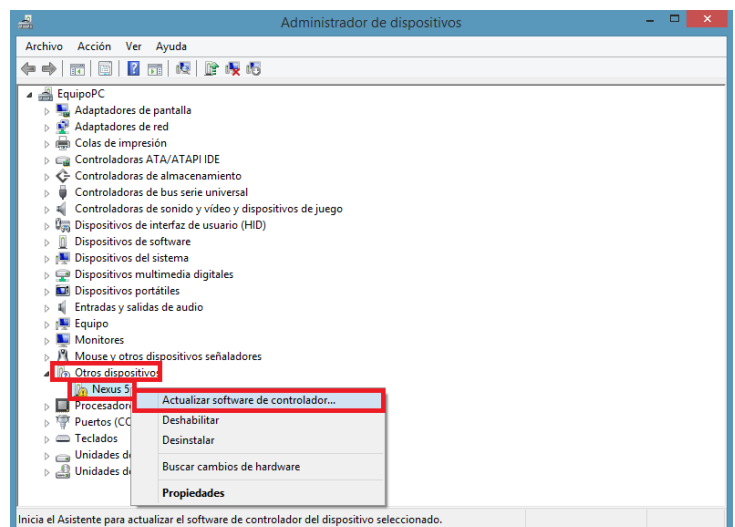 Administrador de dispositivos
Archivo Acción Ver Ayuda
EquipoPC
Adaptadores de pantalla
Adaptadores de red
Colas de impresión
Controladoras ATA/ATAPI IDE
Controladoras de almacenamiento
Controladoras de bus serie universal
Controladoras de sonido y vídeo y dispositivos de juego
Dispositivos de interfaz de usuario (HID)
Dispositivos de software
Dispositivos del sistema
Dispositivos multimedia digitales
Dispositivos portátiles
Entradas y salidas de audio
Equipo
Monitores
Mouse y otros dispositivos señaladores
Otros dispositivos
Nexus 5
Actualizar software de controlador...
Procesadore
Puertos (CC
Deshabilitar
Teclados
Desinstalar
Unidades d
Unidades d
Buscar cambios de hardware
Propiedades
Inicia el Asistente para actualizar el software de controlador del dispositivo seleccionado.